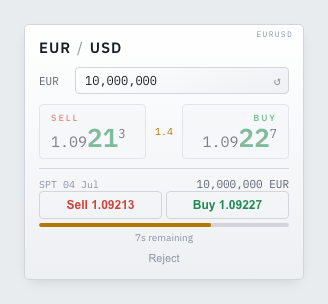 EURUSD
EUR / USD
EUR 10,000,000 ↺
SELL BUY
1.09213 1.4 1.09227
SPT 04 Jul 10,000,000 EUR
Sell 1.09213 Buy 1.09227
7s remaining
Reject